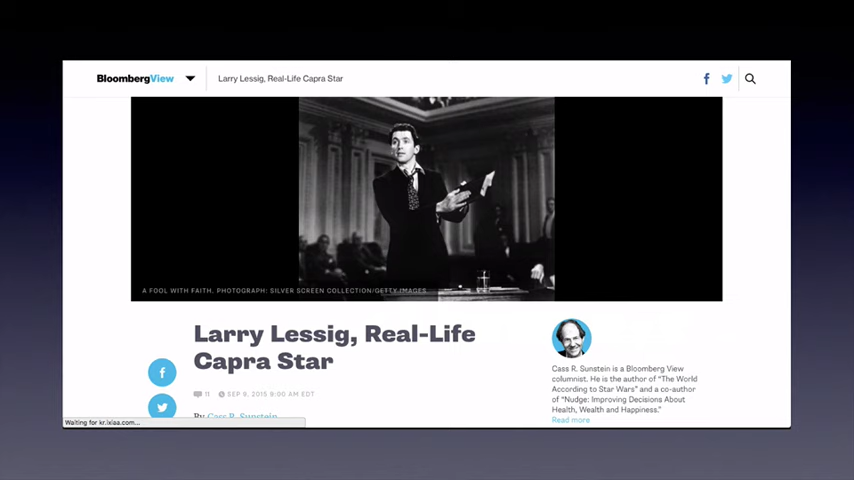 BloombergView
Larry Lessig, Real-Life Capra Star
A FOOL WITH FAITH. PHOTOGRAPH: SILVER SCREEN COLLECTION/GETTY IMAGES
Larry Lessig, Real-Life
Capra Star
11 SEP 9, 2015 8:00 AM EDT
By Cass R. Sunstein
Cass R. Sunstein is a Bloomberg View
columnist. He is the author of “The World
According to Star Wars” and a co-author
of “Nudge: Improving Decisions About
Health, Wealth and Happiness.”
Read more
Waiting for kr.ixiaa.com...